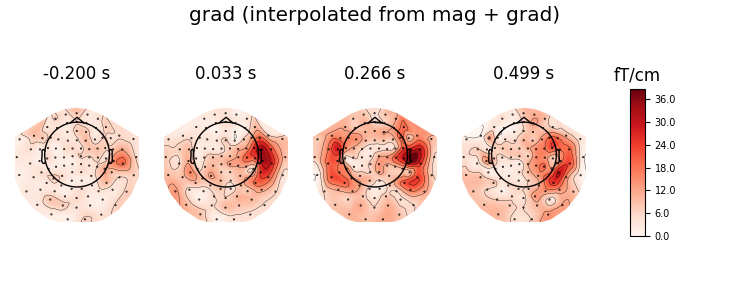 grad (interpolated from mag + grad)
-0.200 s
0.033 s
0.266 s
0.499 s
fT/cm
36.0
30.0
24.0
18.0
12.0
6.0
0.0